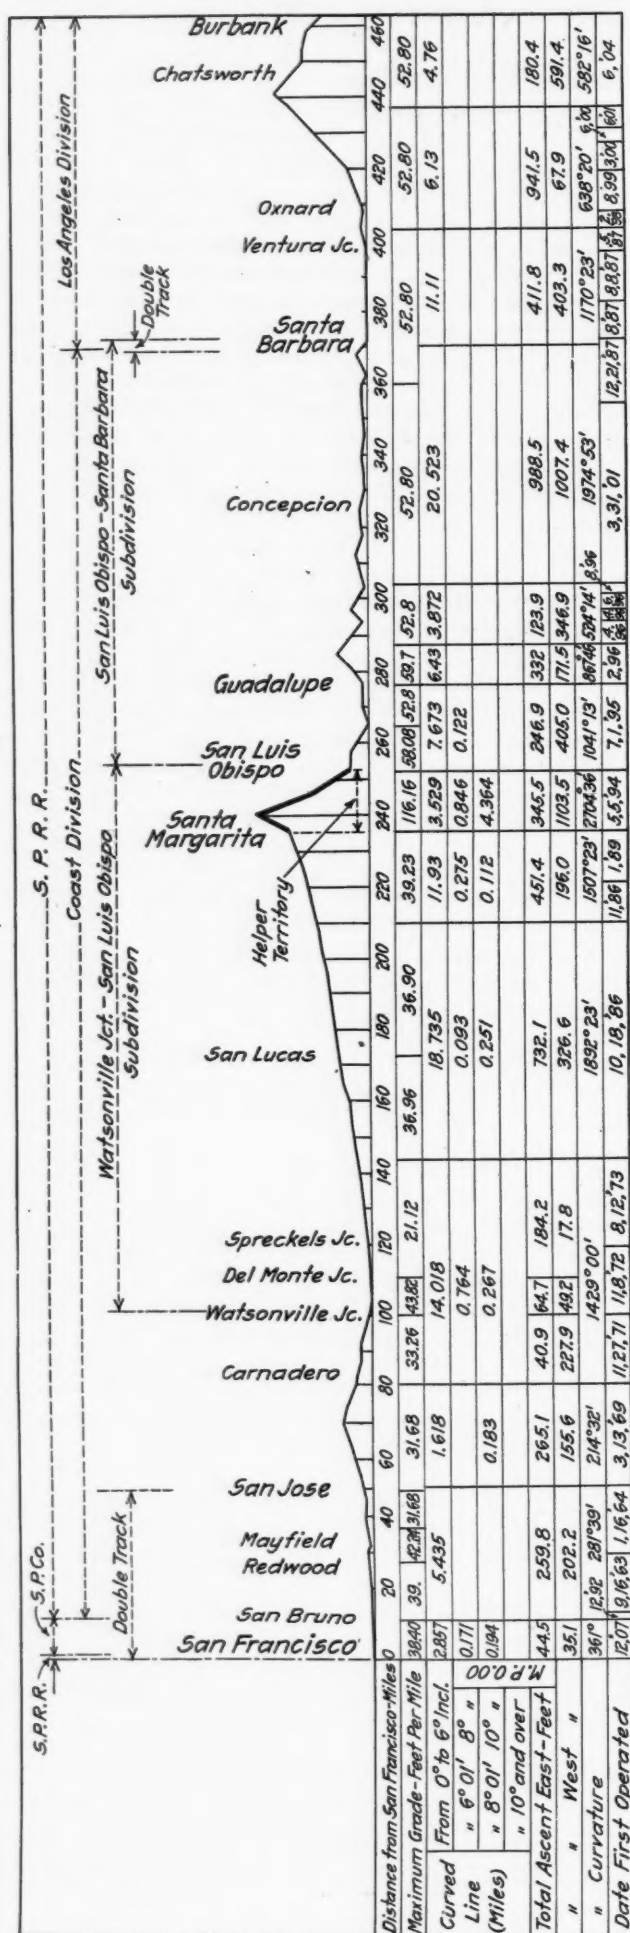 S.P.R.R.
S.P.Co.
S. P. R. R.
Coast Division
Los Angeles Division
Double Track
Watsonville Jct.-San Luis Obispo
Subdivision
San Luis Obispo-Santa Barbara
Subdivision
Double
Track
San Francisco
San Bruno
Redwood
Mayfield
San Jose
Carnadero
Watsonville Jc.
Del Monte Jc.
Spreckels Jc.
San Lucas
Helper
Territory
Santa
Margarita
San Luis
Obispo
Guadalupe
Concepcion
Santa
Barbara
Ventura Jc.
Oxnard
Chatsworth
Burbank
Distance from San Francisco-Miles 0 20 40 60 80 100 120 140 160 180 200 220 240 260 280 300 320 340 360 380 400 420 440 460
Maximum Grade-Feet Per Mile 38.40 39. 42.24 31.68 31.68 33.26 43.82 21.12 36.96 36.90 39.23 116.16 58.08 52.8 39.7 52.8 52.80 52.80 52.80 52.80
Curved Line (Miles)
From 0° to 6° Incl. 2.857 5.435 1.618 14.018 18.735 11.93 3.529 7.673 6.43 3.872 20.523 11.11 6.13 4.76
" 6°01' 8° " 0.171 0.764 0.093 0.275 0.846 0.122
" 8°01' 10° " 0.194 0.183 0.267 0.251 0.112 4.364
" 10° and over
M.P.0.00
Total Ascent East-Feet 44.5 259.8 265.1 40.9 64.7 184.2 732.1 451.4 345.5 246.9 332 123.9 988.5 411.8 941.5 180.4
" " West " 35.1 202.2 155.6 227.9 49.2 17.8 326.6 196.0 1103.5 405.0 171.5 346.9 1007.4 403.3 67.9 591.4
" Curvature 361° 281°39' 214°32' 1429°00' 1892°23' 1507°23' 2704°36' 1041°13' 524°14' 1974°53' 1170°23' 638°20' 582°16'
Date First Operated 12,'07 12,'92 9,16,'63 1,16,'64 3,13,'69 11,27,'71 11,8,'72 8,12,'73 10,18,'86 11,'86 1,'89 5,5,'94 7,1,'95 2,'96 8,'96 3,31,'01 12,21,'87 8,'87 8,8,'87 8,'99 3,'00 6,'00 6,'04